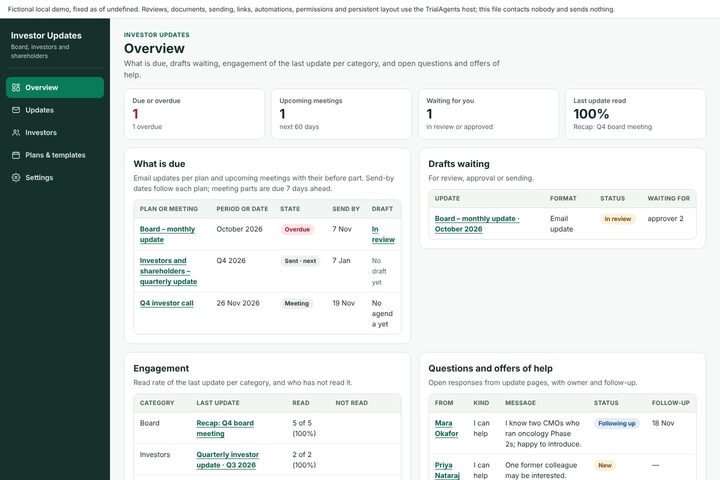 Fictional local demo, fixed as of undefined. Reviews, documents, sending, links, automations, permissions and persistent layout use the TrialAgents host; this file contacts nobody and sends nothing.
Investor Updates
Board, investors and
shareholders
Overview
Updates
Investors
Plans & templates
Settings
INVESTOR UPDATES
Overview
What is due, drafts waiting, engagement of the last update per category, and open questions and offers of
help.
Due or overdue
1
1 overdue
Upcoming meetings
1
next 60 days
Waiting for you
1
in review or approved
Last update read
100%
Recap: Q4 board meeting
What is due
Email updates per plan and upcoming meetings with their before part. Send-by
dates follow each plan; meeting parts are due 7 days ahead.
PLAN OR MEETING PERIOD OR DATE STATE SEND BY DRAFT
Board – monthly
update
October 2026
Overdue
7 Nov
In
review
Investors and
shareholders –
quarterly update
Q4 2026
Sent · next
7 Jan
No
draft
yet
Q4 investor call
26 Nov 2026
Meeting
19 Nov
No
agend
a yet
Drafts waiting
For review, approval or sending.
UPDATE FORMAT STATUS WAITING FOR
Board – monthly update ·
October 2026
Email
update
In review
approver 2
Engagement
Read rate of the last update per category, and who has not read it.
CATEGORY LAST UPDATE READ NOT READ
Board
Recap: Q4 board
meeting
5 of 5
(100%)
Investors
Quarterly investor
update · Q3 2026
2 of 2
(100%)
Questions and offers of help
Open responses from update pages, with owner and follow-up.
FROM KIND MESSAGE STATUS FOLLOW-UP
Mara
Okafor
I can
help
I know two CMOs who
ran oncology Phase
2s; happy to introduce.
Following up
18 Nov
Priya
Nataraj
I can
help
One former colleague
may be interested.
New
—